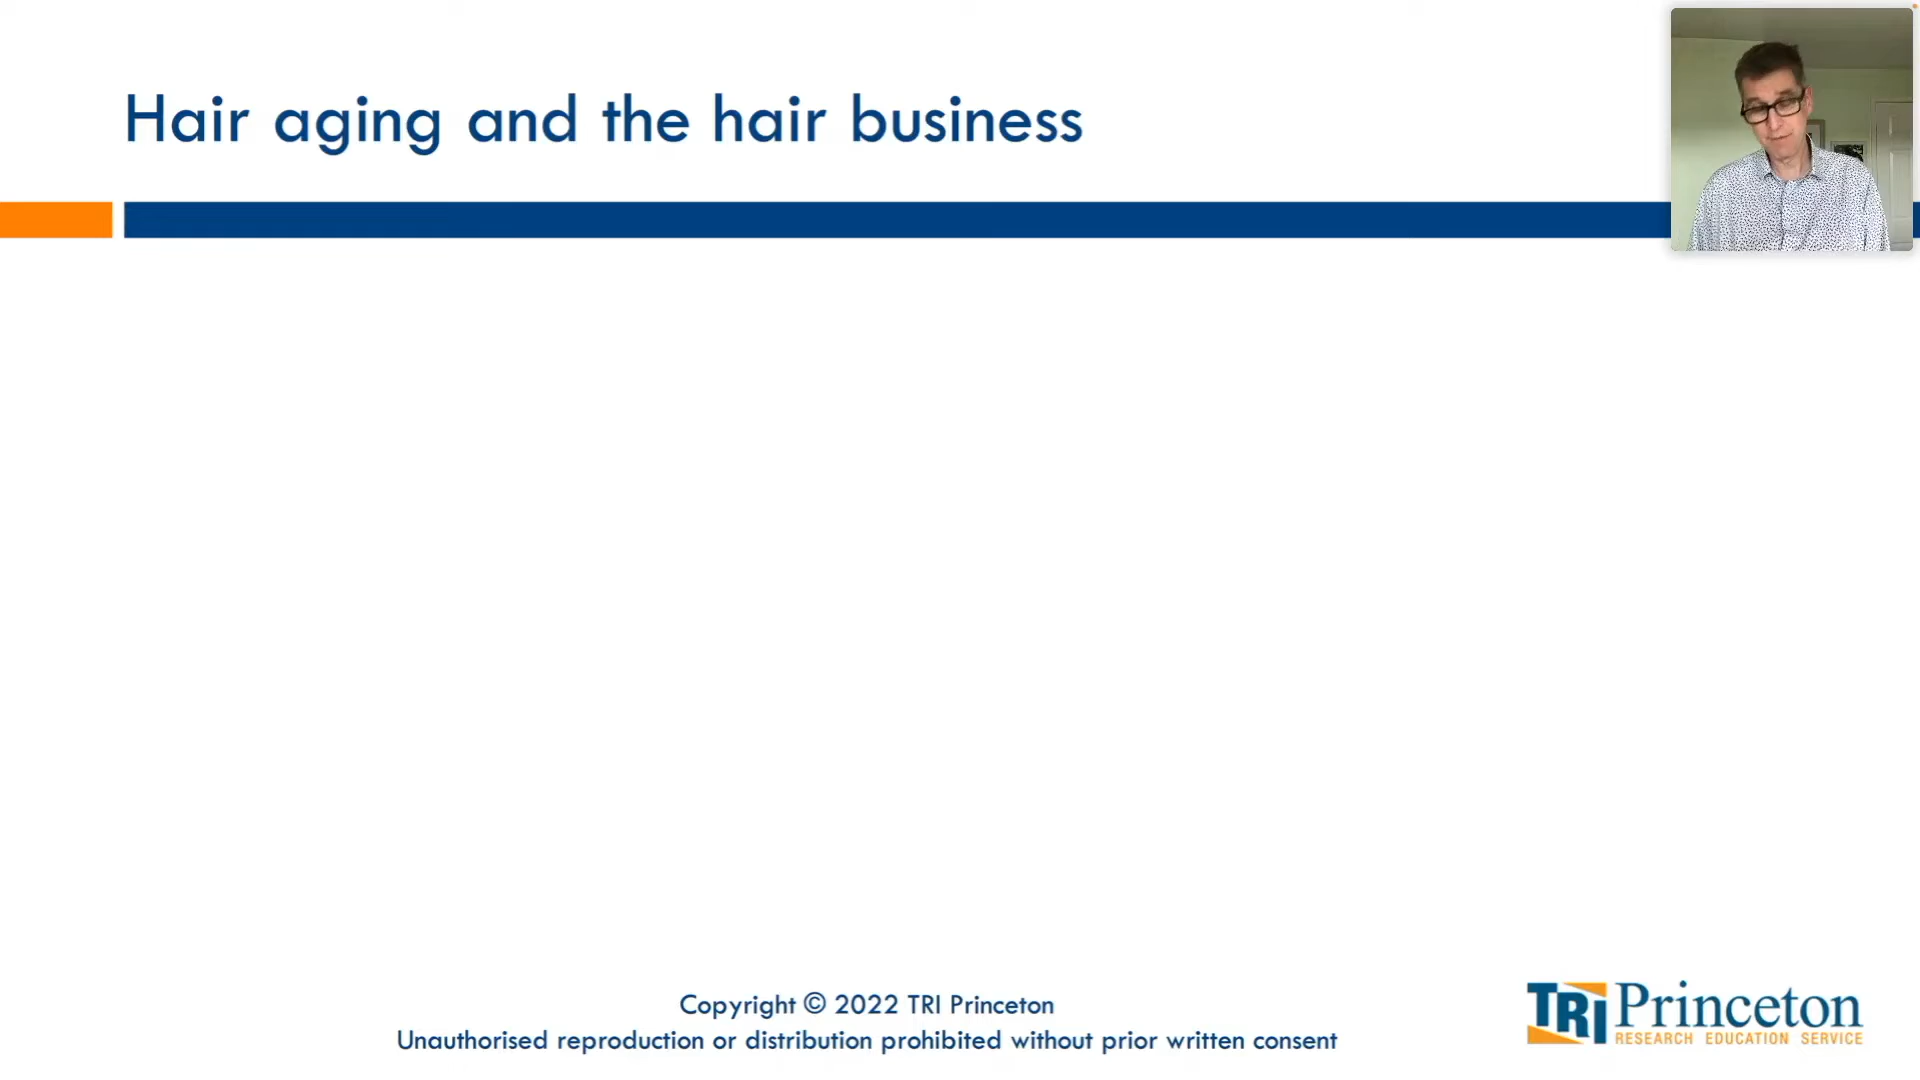 Hair aging and the hair business
Copyright © 2022 TRI Princeton
Unauthorised reproduction or distribution prohibited without prior written consent
TRI Princeton
RESEARCH EDUCATION SERVICE